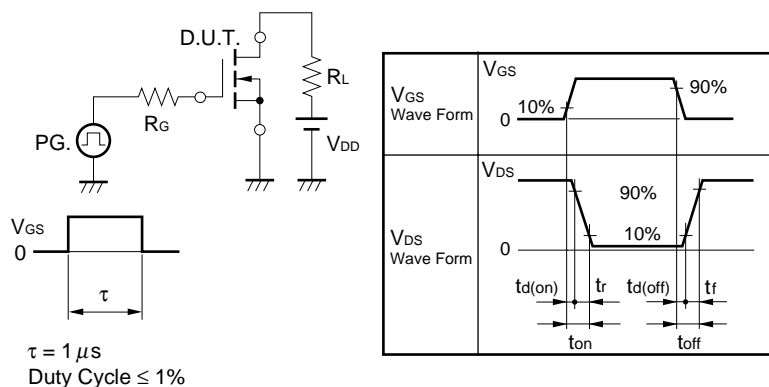 D.U.T.
RL
RG
PG.
VDD
VGS
0
τ
τ = 1 μs
Duty Cycle ≤ 1%
VGS
Wave Form
VGS
10%
90%
0
VDS
Wave Form
VDS
90%
10%
0
td(on) tr td(off) tf
ton toff